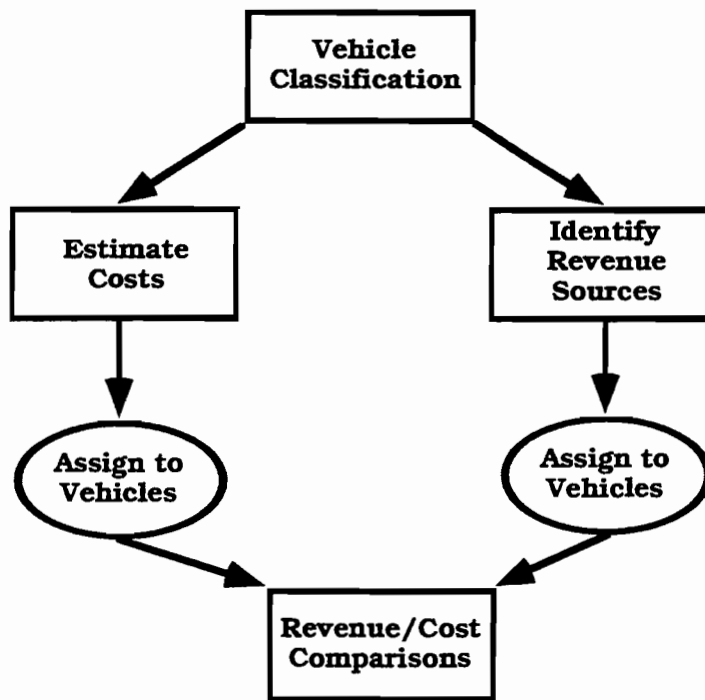 Vehicle
Classification
Estimate
Costs
Identify
Revenue
Sources
Assign to
Vehicles
Assign to
Vehicles
Revenue/Cost
Comparisons